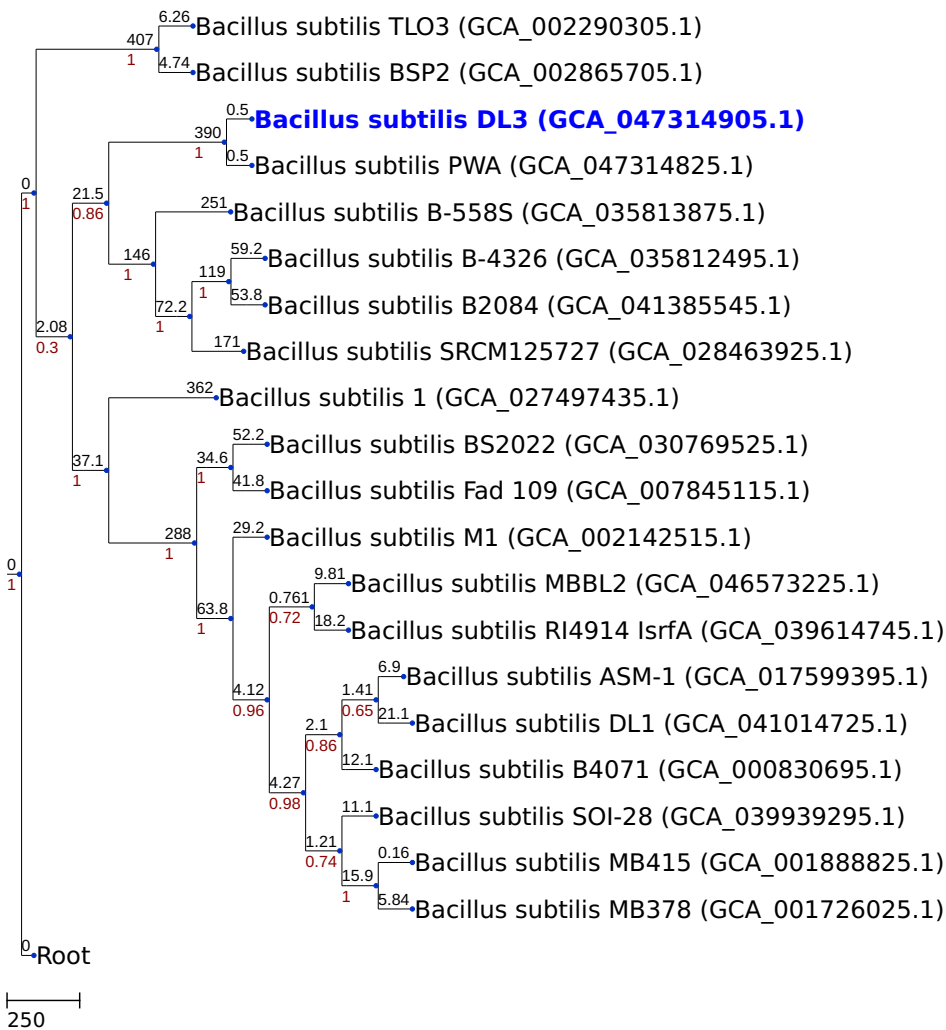 6.26
Bacillus subtilis TLO3 (GCA_002290305.1)
407
1
4.74
Bacillus subtilis BSP2 (GCA_002865705.1)
0.5
Bacillus subtilis DL3 (GCA_047314905.1)
390
1
0.5
Bacillus subtilis PWA (GCA_047314825.1)
0
1
21.5
0.86
251
Bacillus subtilis B-558S (GCA_035813875.1)
146
1
59.2
Bacillus subtilis B-4326 (GCA_035812495.1)
119
1
53.8
Bacillus subtilis B2084 (GCA_041385545.1)
72.2
1
2.08
0.3
171
Bacillus subtilis SRCM125727 (GCA_028463925.1)
362
Bacillus subtilis 1 (GCA_027497435.1)
52.2
Bacillus subtilis BS2022 (GCA_030769525.1)
37.1
1
34.6
1
41.8
Bacillus subtilis Fad 109 (GCA_007845115.1)
288
1
29.2
Bacillus subtilis M1 (GCA_002142515.1)
0
1
9.81
Bacillus subtilis MBBL2 (GCA_046573225.1)
63.8
1
0.761
0.72
18.2
Bacillus subtilis RI4914 IsrfA (GCA_039614745.1)
6.9
Bacillus subtilis ASM-1 (GCA_017599395.1)
4.12
0.96
1.41
0.65
21.1
Bacillus subtilis DL1 (GCA_041014725.1)
2.1
0.86
12.1
Bacillus subtilis B4071 (GCA_000830695.1)
4.27
0.98
11.1
Bacillus subtilis SOI-28 (GCA_039939295.1)
1.21
0.74
0.16
Bacillus subtilis MB415 (GCA_001888825.1)
15.9
1
5.84
Bacillus subtilis MB378 (GCA_001726025.1)
0
Root
250